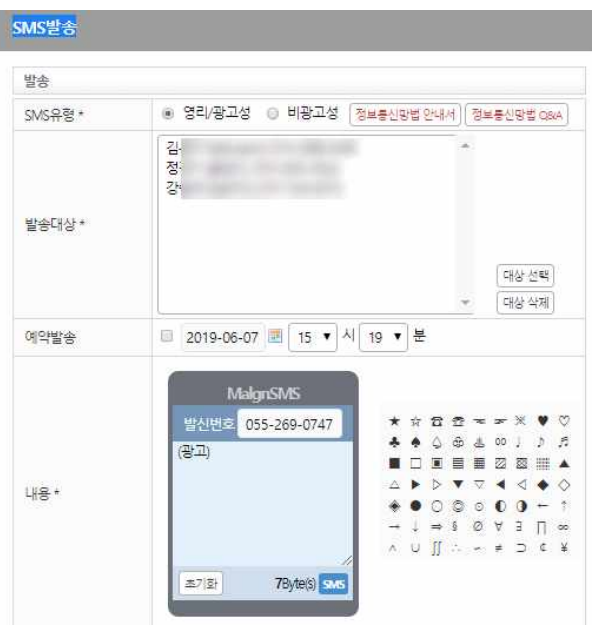 SMS발송
발송
SMS유형 *
영리/광고성 비광고성 정보통신망법 안내서 정보통신망법 Q&A
발송대상 *
김
정
강
대상 선택
대상 삭제
예약발송
2019-06-07 15 시 19 분
내용 *
MalgnSMS
발신번호 055-269-0747
(광고)
초기화 7Byte(s) SMS